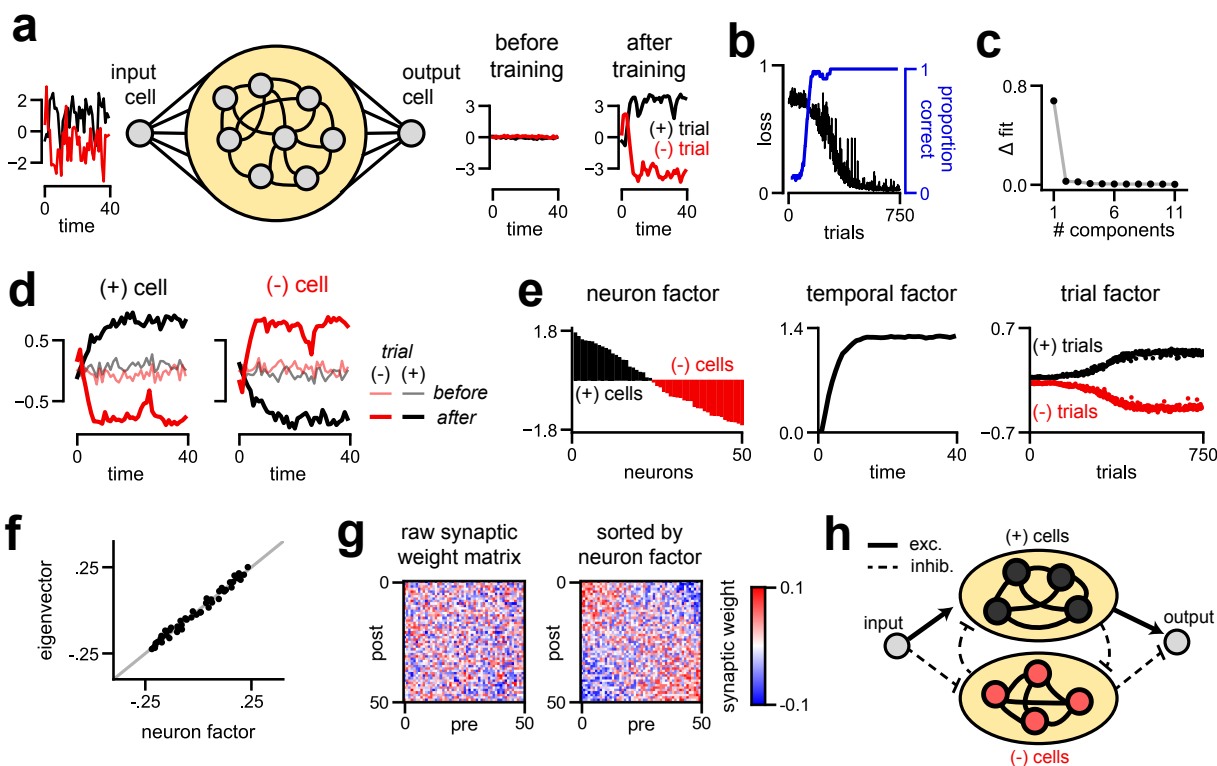 a
input
cell
output
cell
before
training
after
training
2
0
−2
0
40
time
3
0
−3
0
40
time
3
0
−3
(+) trial
(-) trial
0
40
time
b
1
0
loss
1
0
proportion
correct
0
750
trials
c
0.8
0.0
Δ fit
1
6
11
# components
d
(+) cell
(-) cell
0.5
−0.5
0
40
time
0
40
time
trial
(-) (+)
before
after
e
neuron factor
1.8
−1.8
(-) cells
(+) cells
0
50
neurons
temporal factor
1.4
0.0
0
40
time
trial factor
0.7
−0.7
(+) trials
(-) trials
0
750
trials
f
.25
-.25
eigenvector
-.25
.25
neuron factor
g
raw synaptic
weight matrix
sorted by
neuron factor
0
50
post
0
50
pre
0
50
post
0
50
pre
0.1
-0.1
synaptic weight
h
exc.
inhib.
(+) cells
input
output
(-) cells